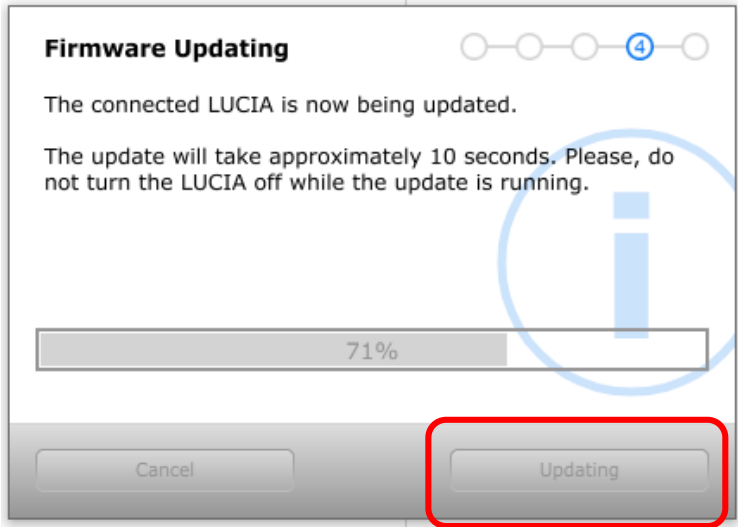 Firmware Updating
4
The connected LUCIA is now being updated.
The update will take approximately 10 seconds. Please, do
not turn the LUCIA off while the update is running.
71%
Cancel
Updating